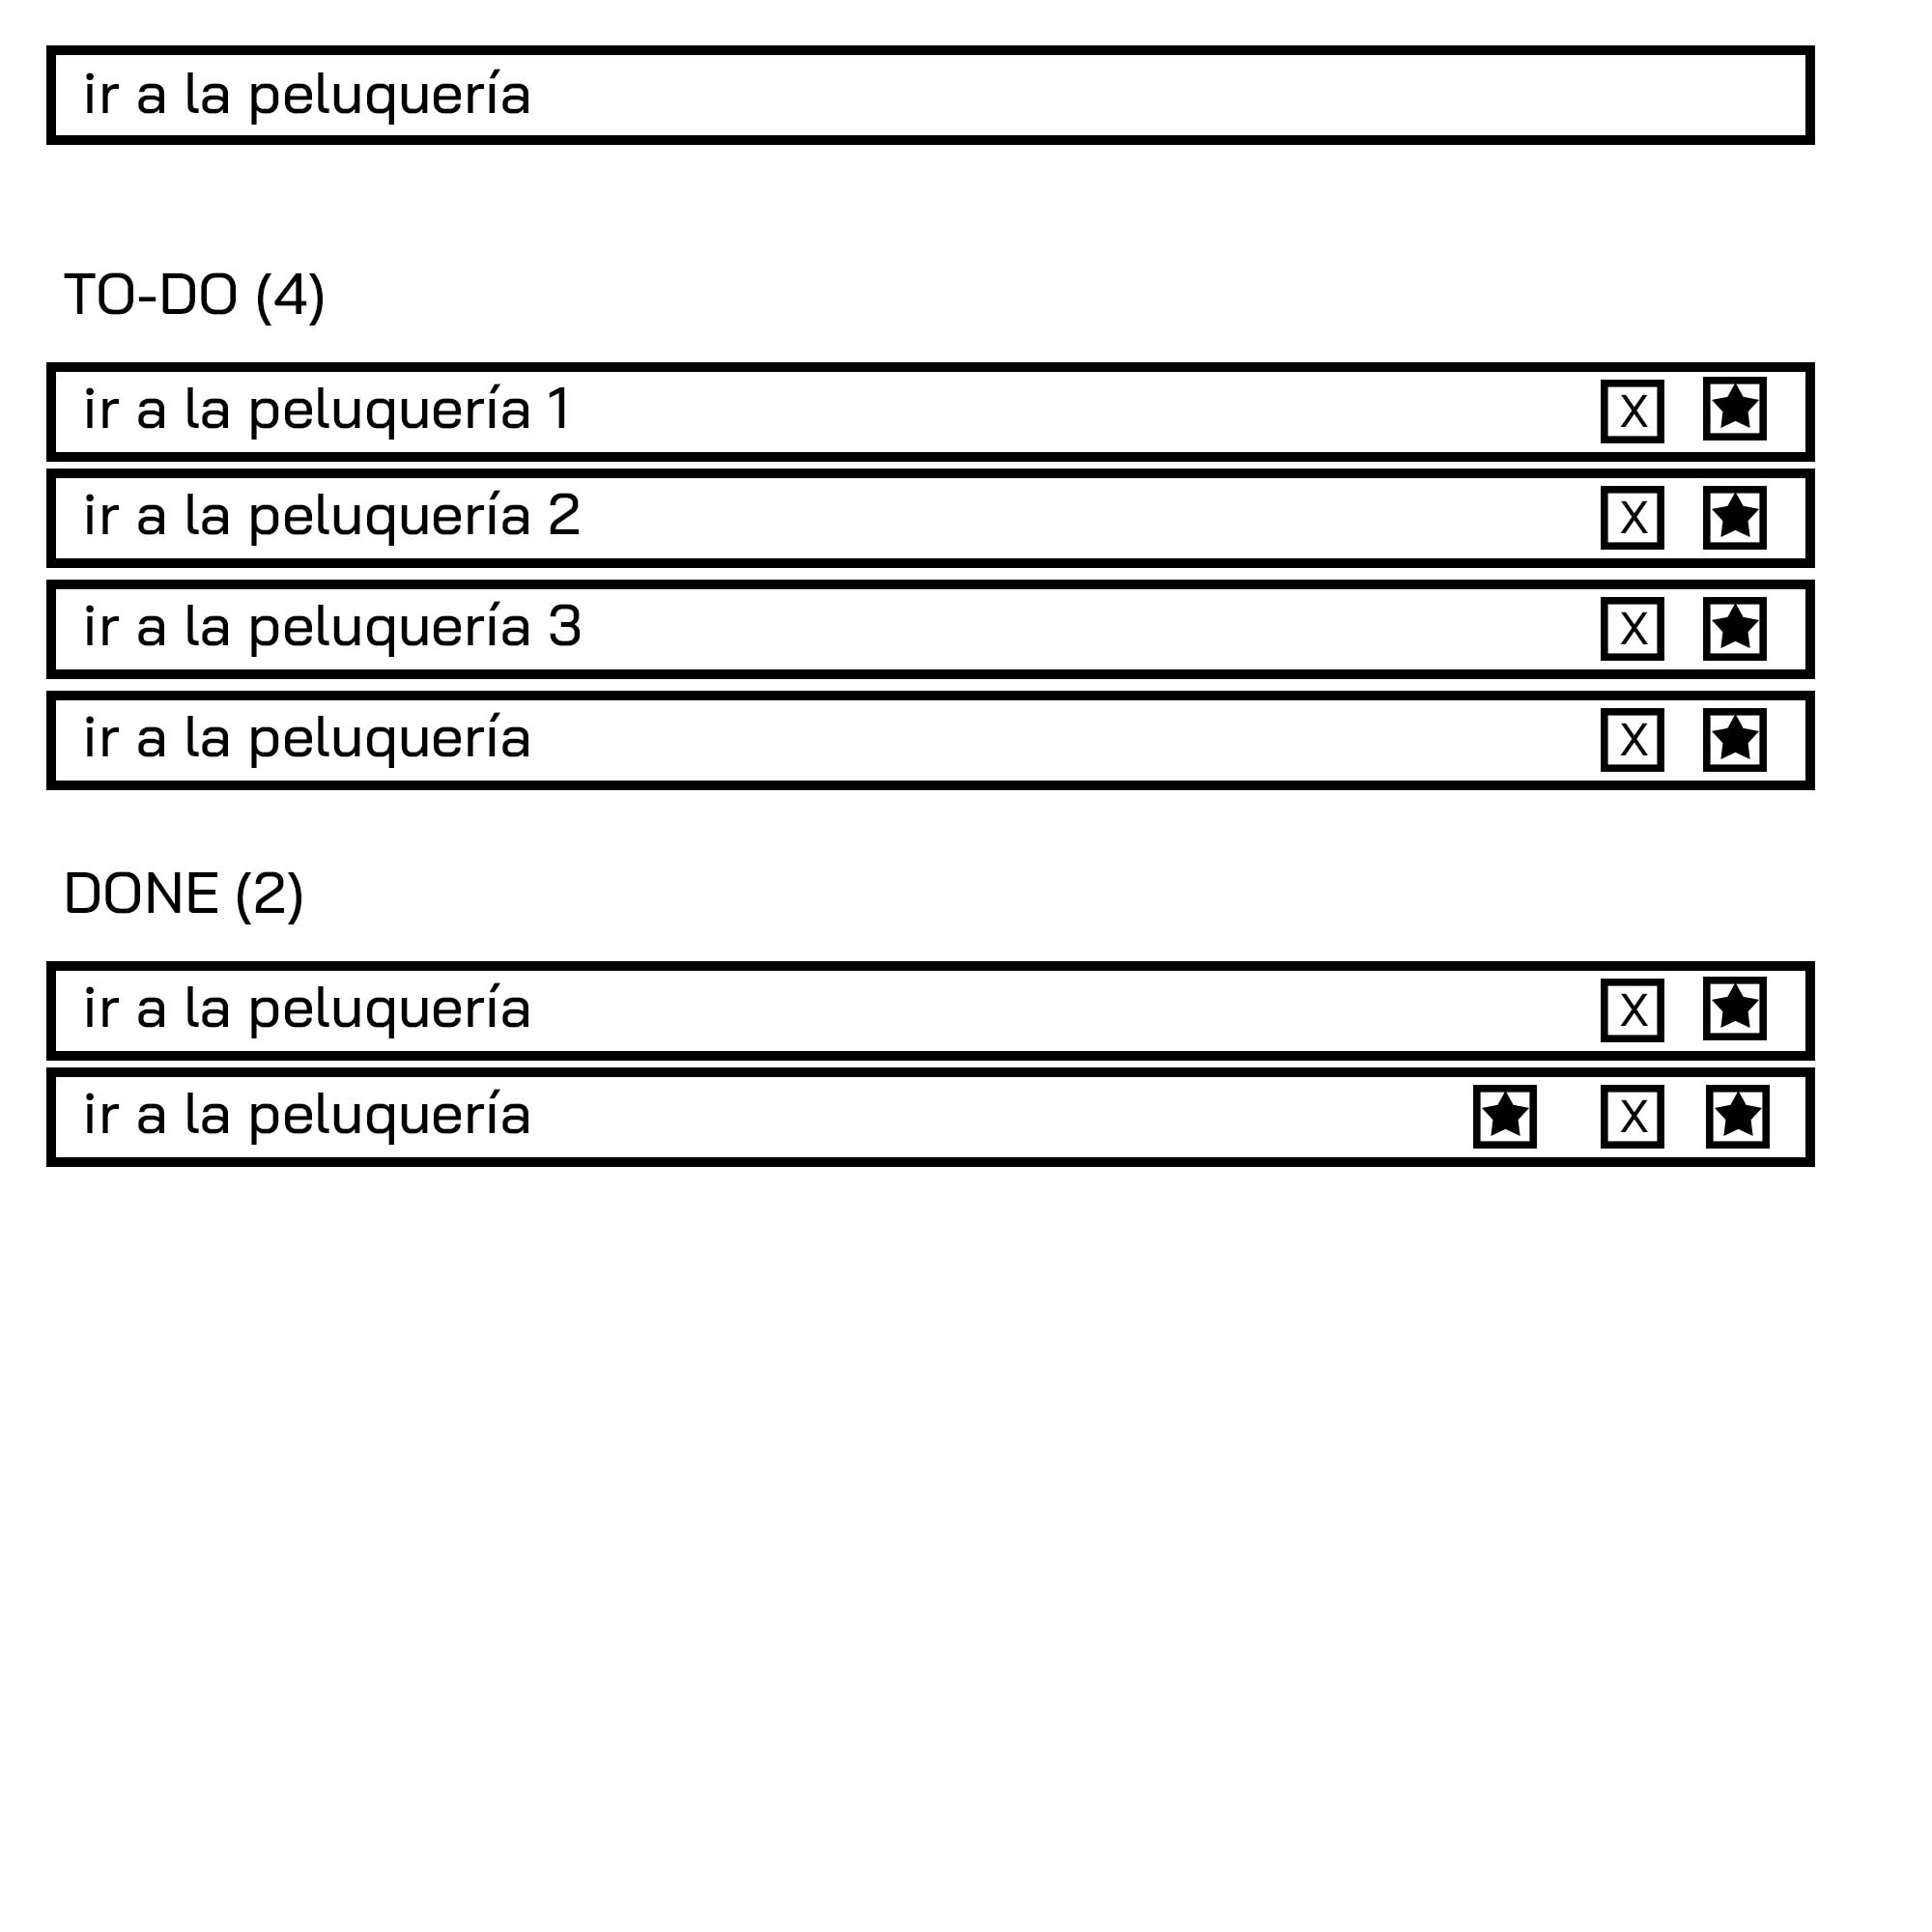 ir a la peluquería
TO-DO (4)
ir a la peluquería 1 X
ir a la peluquería 2 X
ir a la peluquería 3 X
ir a la peluquería X
DONE (2)
ir a la peluquería X
ir a la peluquería X